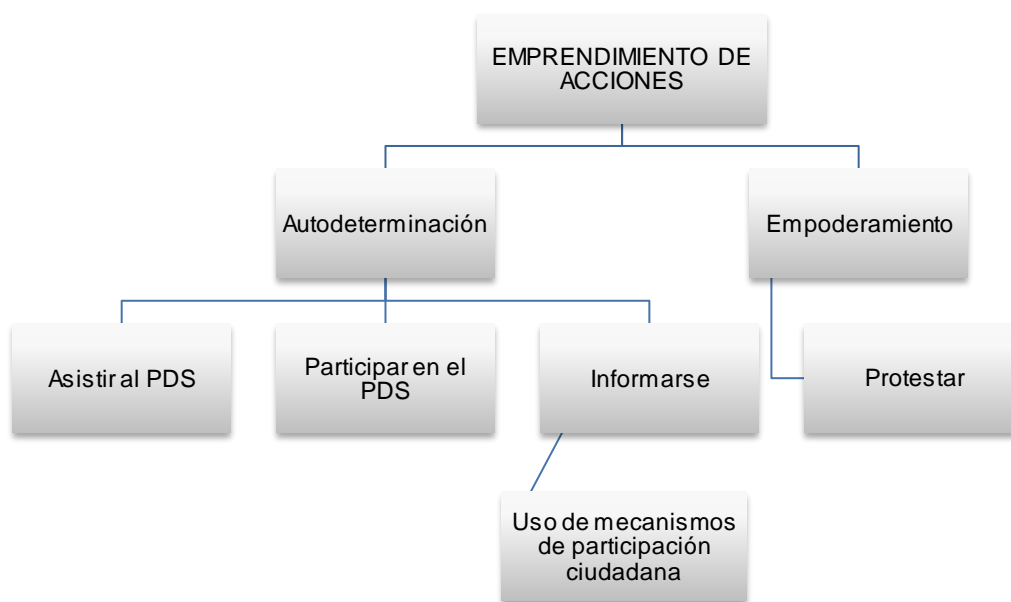 EMPRENDIMIENTO DE
ACCIONES
Autodeterminación
Empoderamiento
Asistir al PDS
Participar en el
PDS
Informarse
Protestar
Uso de mecanismos
de participación
ciudadana